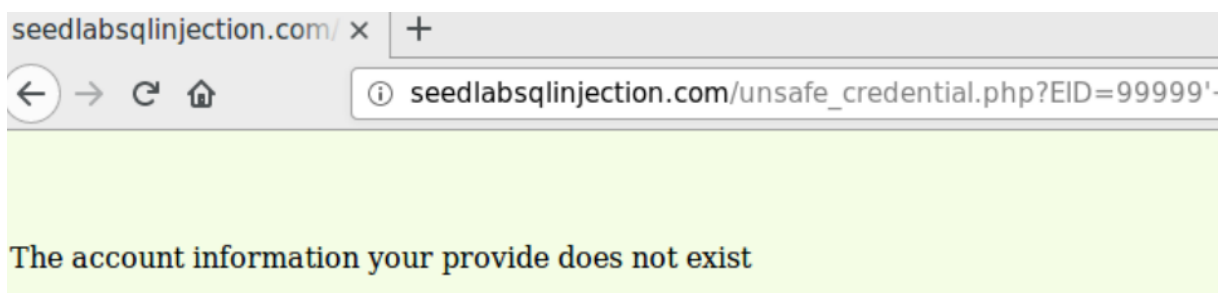 seedlabsqlinjection.com/ × +
seedlabsqlinjection.com/unsafe_credential.php?EID=99999'-
The account information your provide does not exist